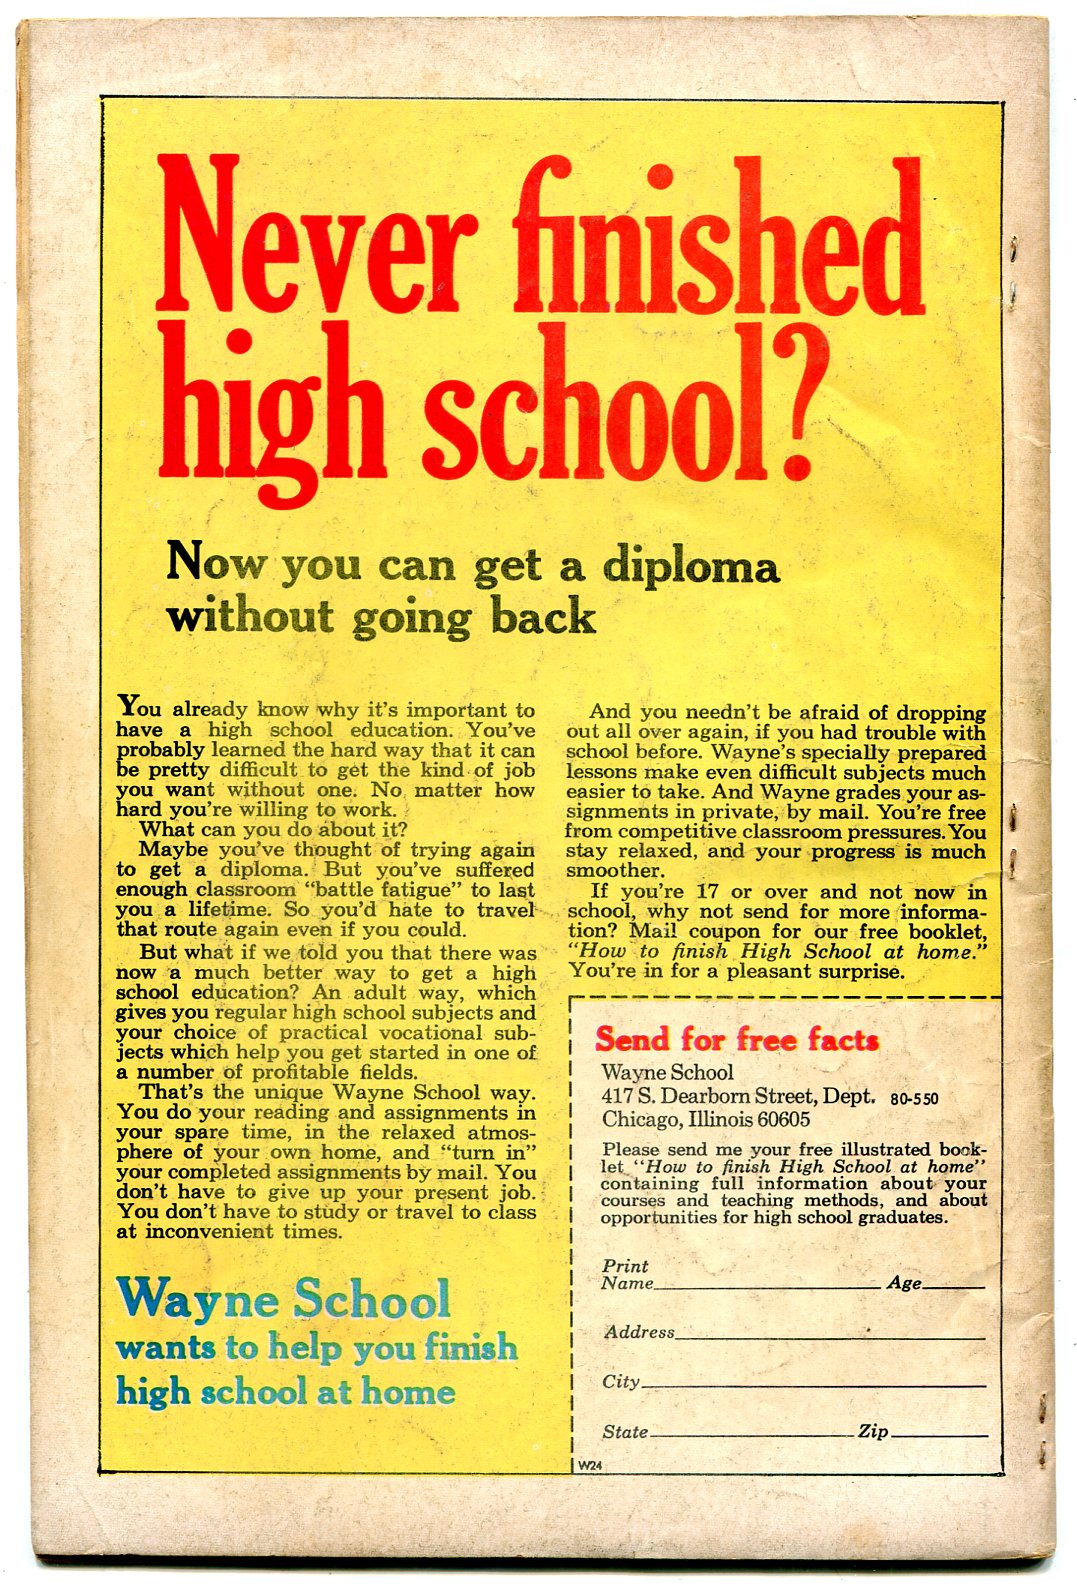 Never finished
high school?
Now you can get a diploma
without going back
You already know why it's important to
have a high school education. You've
probably learned the hard way that it can
be pretty difficult to get the kind of job
you want without one. No matter how
hard you're willing to work.
What can you do about it?
Maybe you've thought of trying again
to get a diploma. But you've suffered
enough classroom "battle fatigue" to last
you a lifetime. So you'd hate to travel
that route again even if you could.
But what if we told you that there was
now a much better way to get a high
school education? An adult way, which
gives you regular high school subjects and
your choice of practical vocational sub-
jects which help you get started in one of
a number of profitable fields.
That's the unique Wayne School way.
You do your reading and assignments in
your spare time, in the relaxed atmos-
phere of your own home, and "turn in"
your completed assignments by mail. You
don't have to give up your present job.
You don't have to study or travel to class
at inconvenient times.
Wayne School
wants to help you finish
high school at home
And you needn't be afraid of dropping
out all over again, if you had trouble with
school before. Wayne's specially prepared
lessons make even difficult subjects much
easier to take. And Wayne grades your as-
signments in private, by mail. You're free
from competitive classroom pressures. You
stay relaxed, and your progress is much
smoother.
If you're 17 or over and not now in
school, why not send for more informa-
tion? Mail coupon for our free booklet,
"How to finish High School at home."
You're in for a pleasant surprise.
Send for free facts
Wayne School
417 S. Dearborn Street, Dept. 80-550
Chicago, Illinois 60605
Please send me your free illustrated book-
let "How to finish High School at home"
containing full information about your
courses and teaching methods, and about
opportunities for high school graduates.
Print
Name Age
Address
City
State Zip
W24